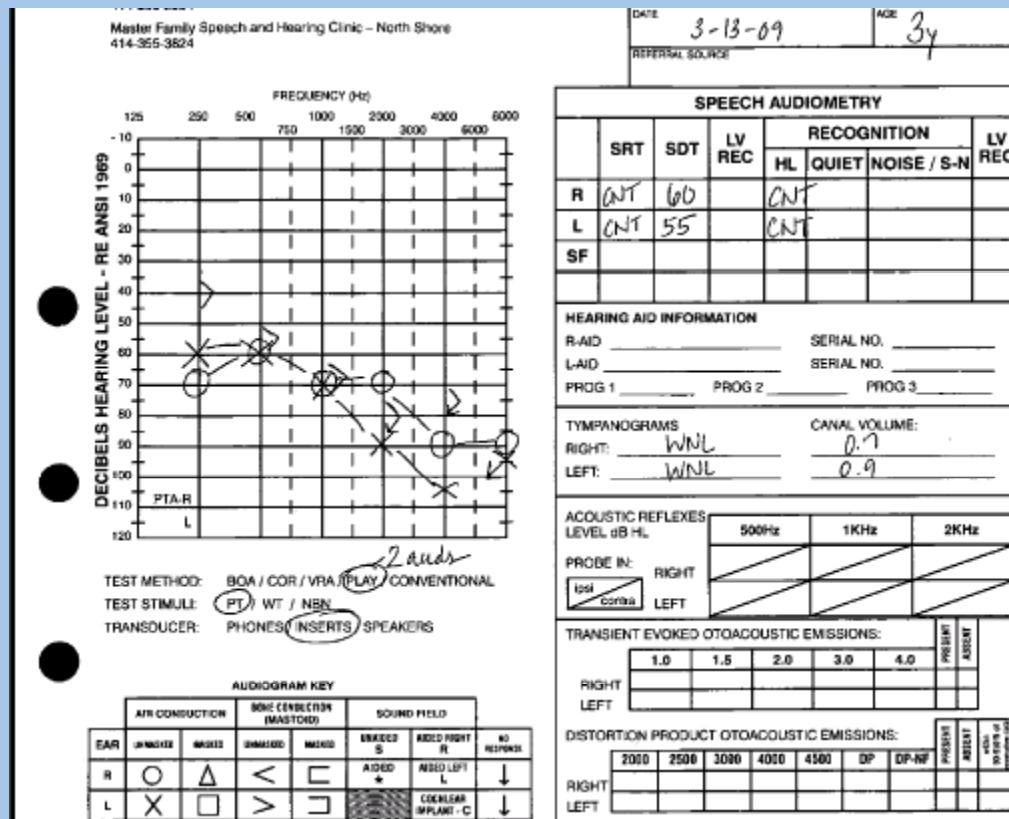 Master Family Speech and Hearing Clinic – North Shore
414-355-3824
DATE
3-13-09
AGE
3y
REFERRAL SOURCE
FREQUENCY (Hz)
125 250 500 1000 2000 4000 8000
750 1500 3000 6000
DECIBELS HEARING LEVEL - RE ANSI 1969
-10
0
10
20
30
40
50
60
70
80
90
100
110
120
PTA-R
L
2 auds
TEST METHOD: BOA / COR / VRA / PLAY / CONVENTIONAL
TEST STIMULI: PT / WT / NBN
TRANSDUCER: PHONES / INSERTS / SPEAKERS
AUDIOGRAM KEY
AIR CONDUCTION BONE CONDUCTION (MASTOID) SOUND FIELD
EAR UNMASKED MASKED UNMASKED MASKED UNAIDED S AIDED RIGHT R NO RESPONSE
R AIDED AIDED LEFT L
L COCHLEAR IMPLANT - C
SPEECH AUDIOMETRY
SRT SDT LV REC RECOGNITION LV REC
HL QUIET NOISE / S-N
R CNT 60 CNT
L CNT 55 CNT
SF
HEARING AID INFORMATION
R-AID SERIAL NO.
L-AID SERIAL NO.
PROG 1 PROG 2 PROG 3
TYMPANOGRAMS CANAL VOLUME:
RIGHT: WNL 0.7
LEFT: WNL 0.9
ACOUSTIC REFLEXES
LEVEL dB HL 500Hz 1KHz 2KHz
PROBE IN: RIGHT
ipsi contra LEFT
TRANSIENT EVOKED OTOACOUSTIC EMISSIONS: PRESENT ABSENT
1.0 1.5 2.0 3.0 4.0
RIGHT
LEFT
DISTORTION PRODUCT OTOACOUSTIC EMISSIONS: PRESENT ABSENT
2000 2500 3000 4000 4500 DP DP-NF
RIGHT
LEFT